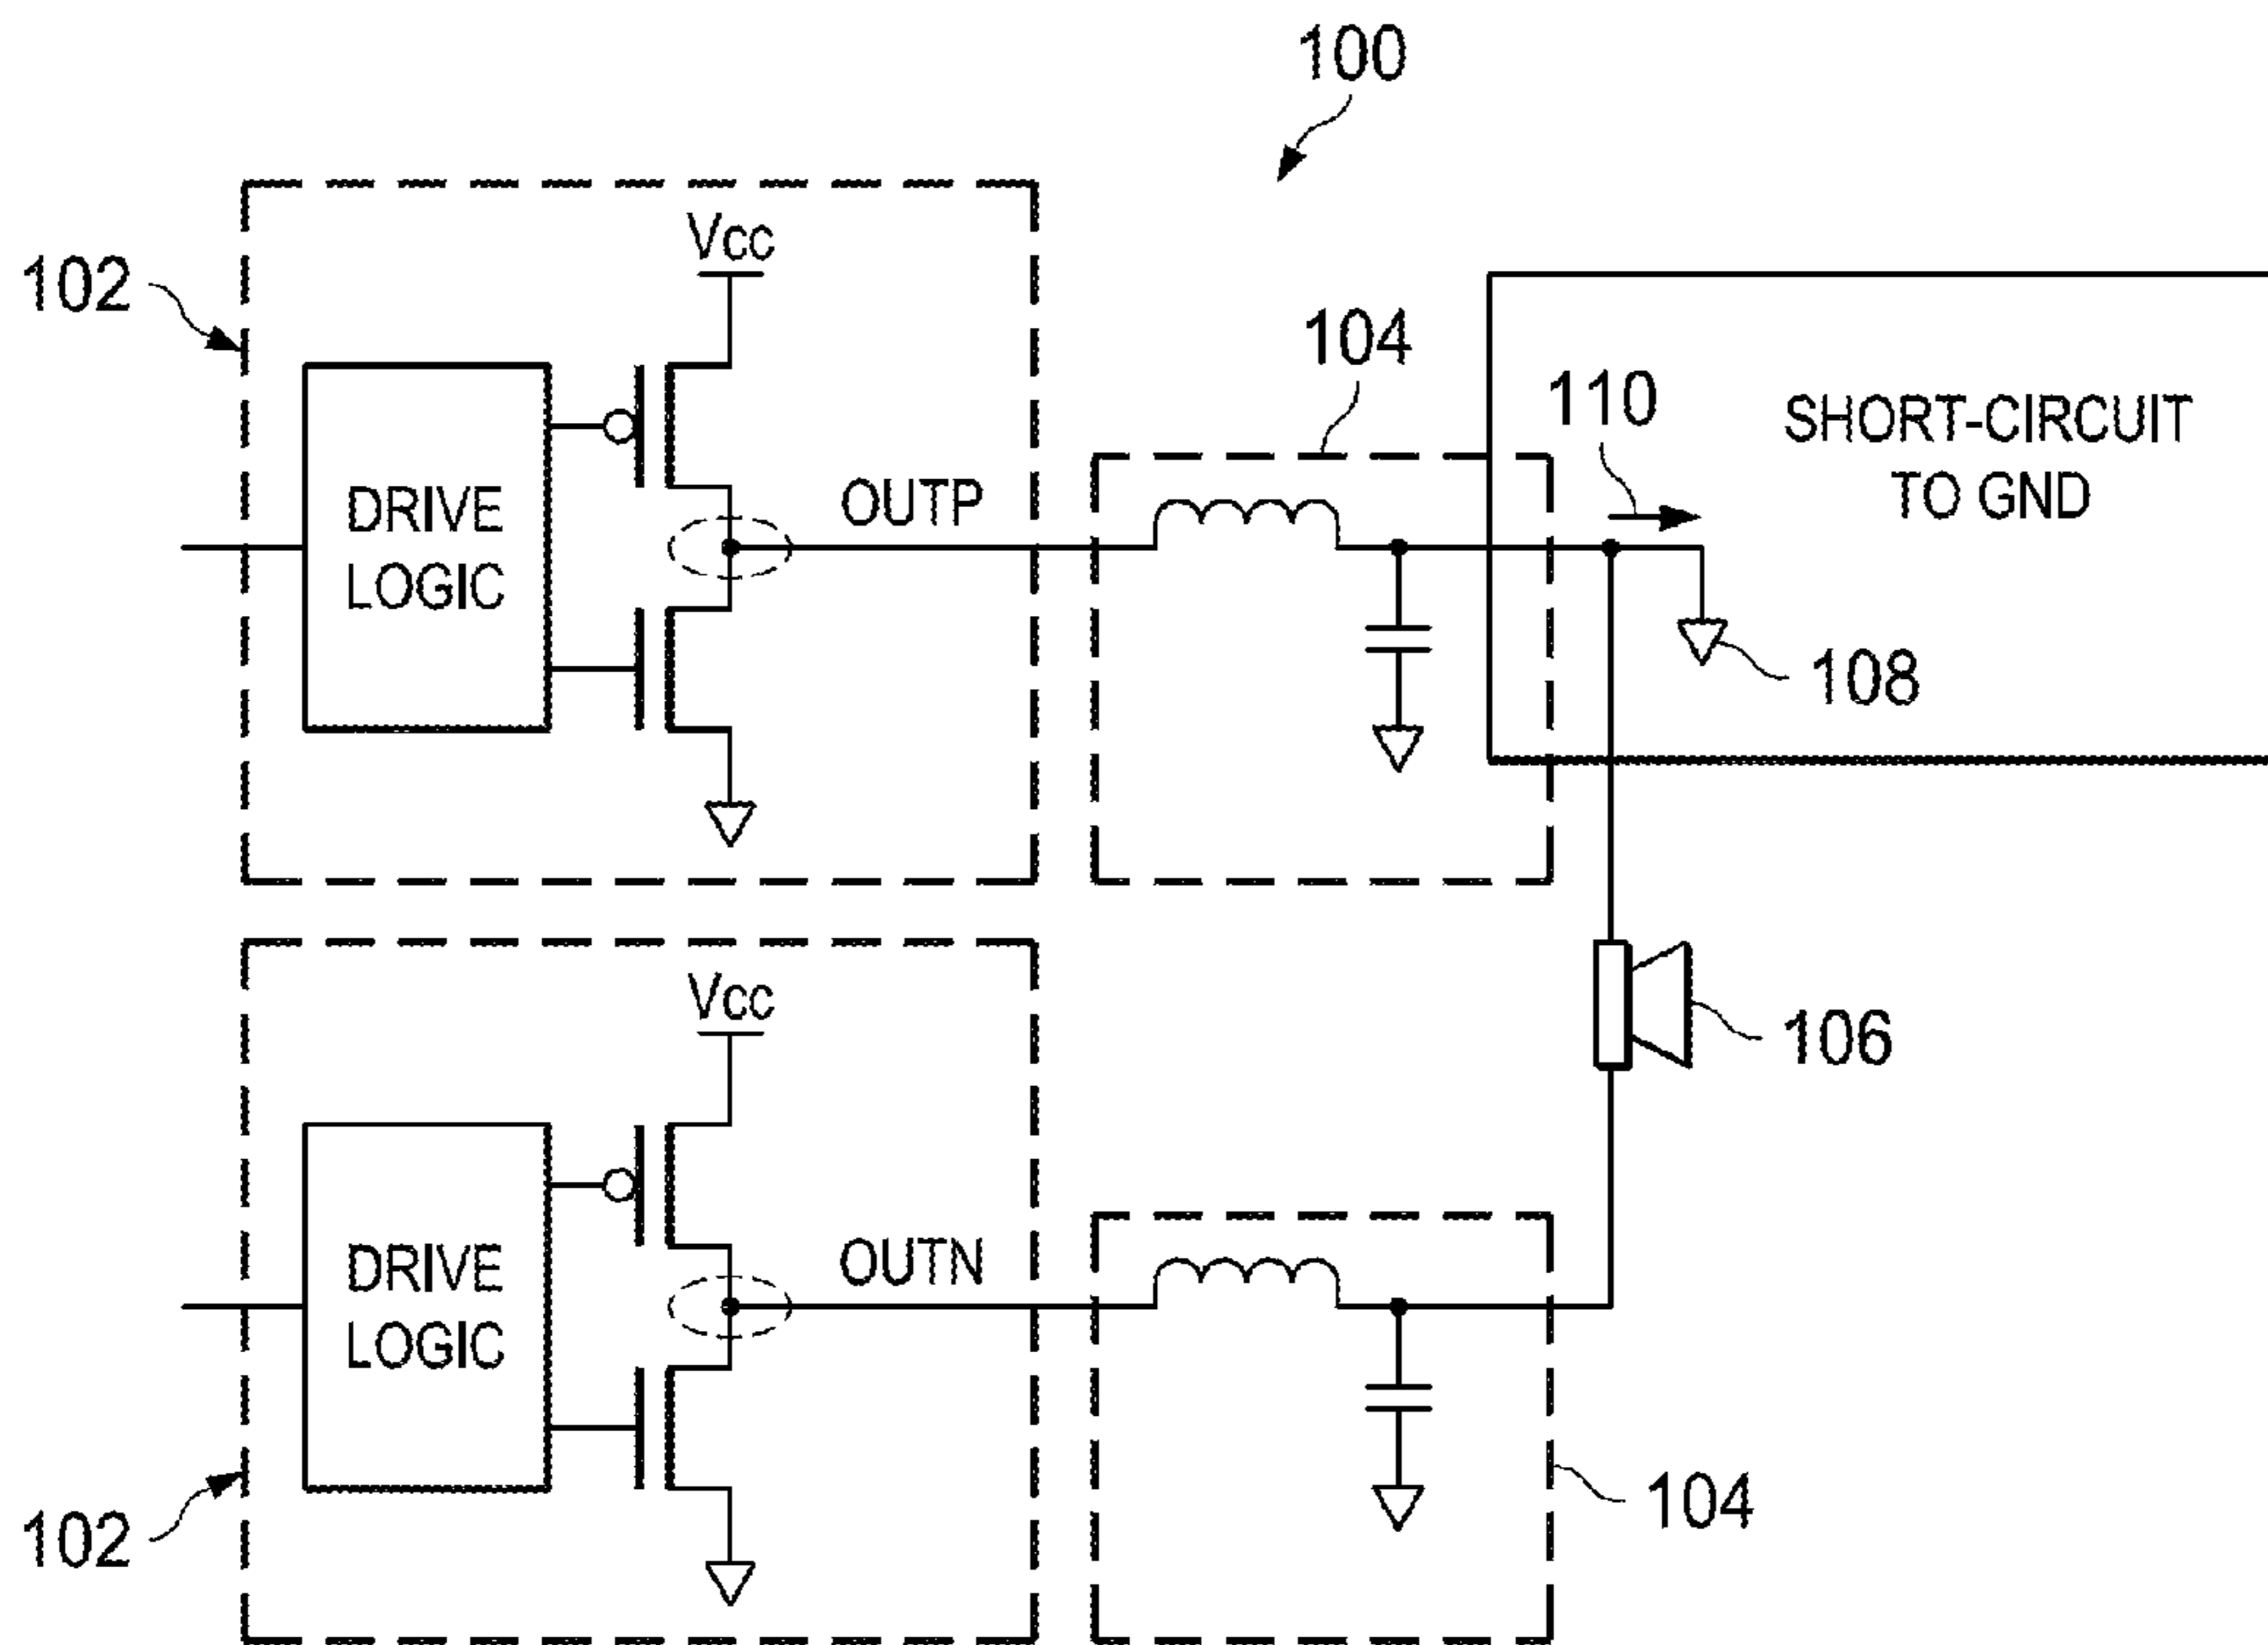 100
102
Vcc
104
110
SHORT-CIRCUIT
TO GND
DRIVE
LOGIC
OUTP
108
Vcc
106
DRIVE
LOGIC
OUTN
102
104